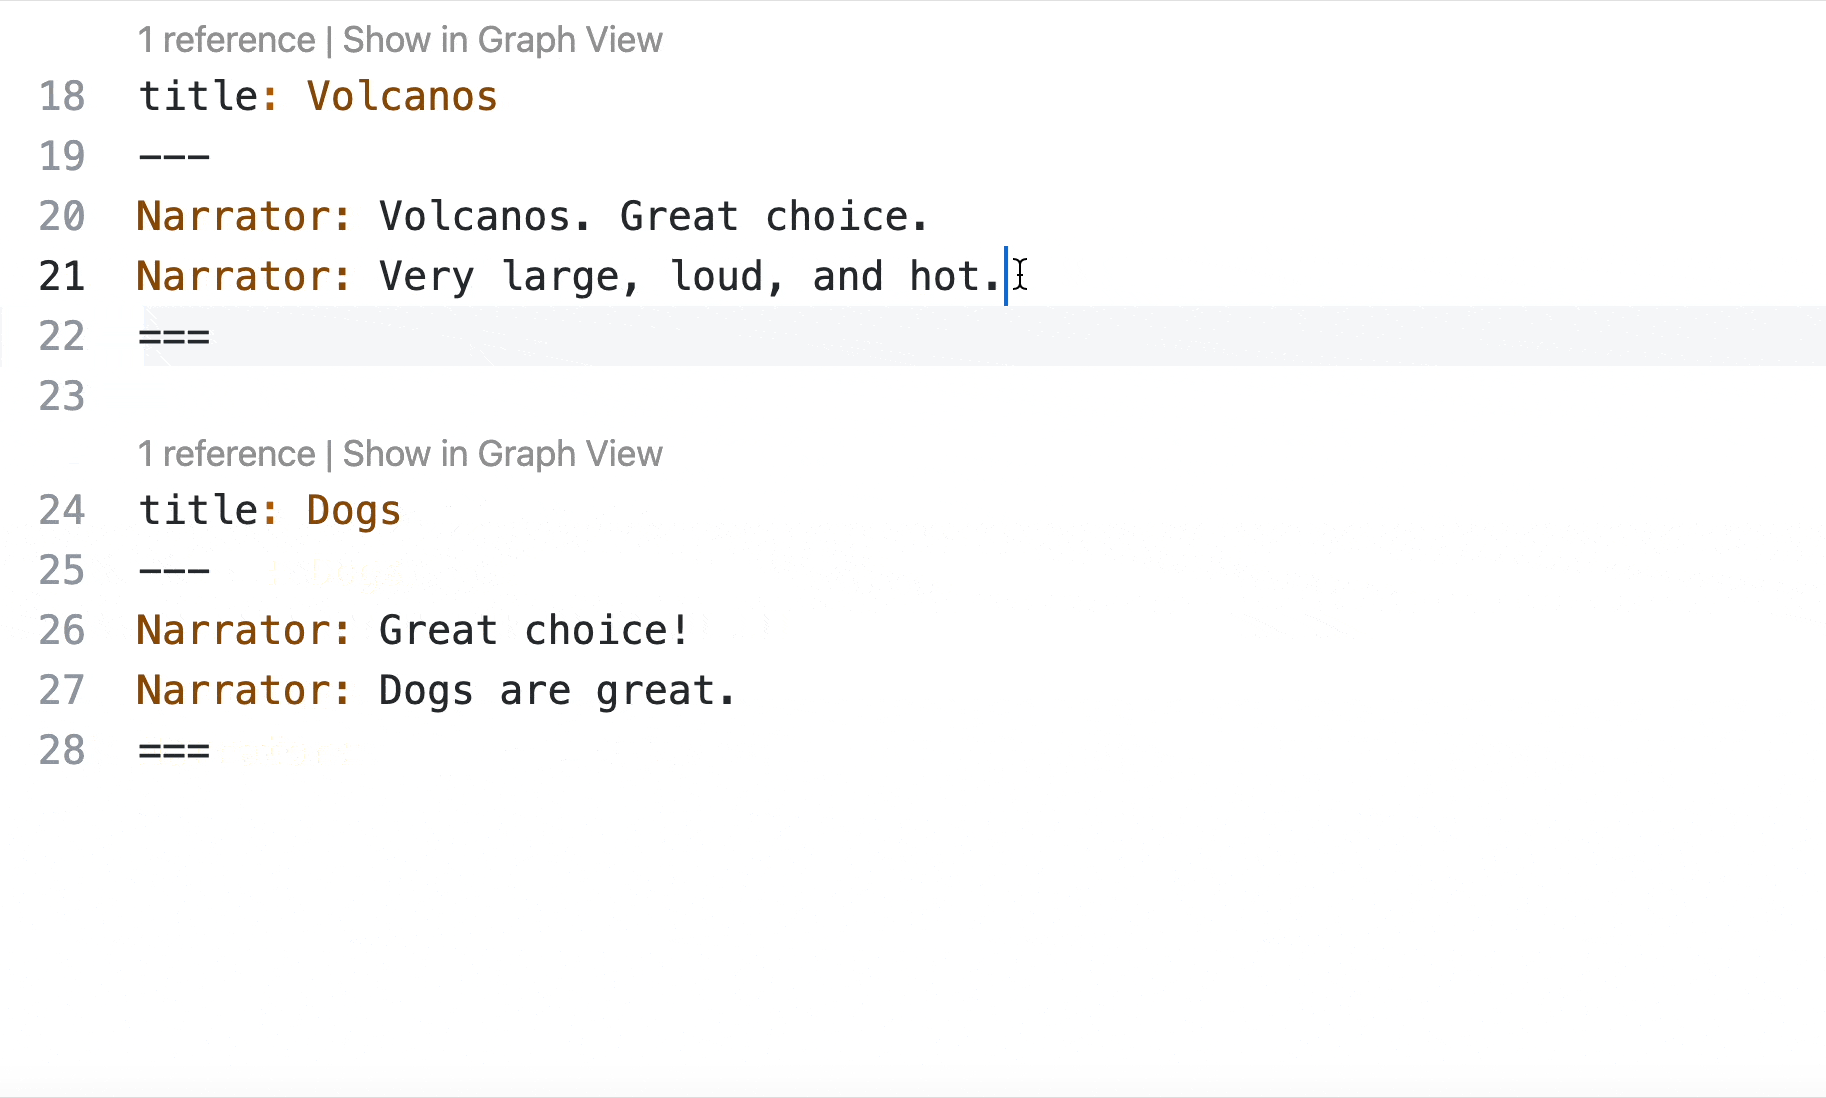 1 reference | Show in Graph View
18 title: Volcanos
19 ---
20 Narrator: Volcanos. Great choice.
21 Narrator: Very large, loud, and hot.
22 ===
23
1 reference | Show in Graph View
24 title: Dogs
25 ---
26 Narrator: Great choice!
27 Narrator: Dogs are great.
28 ===